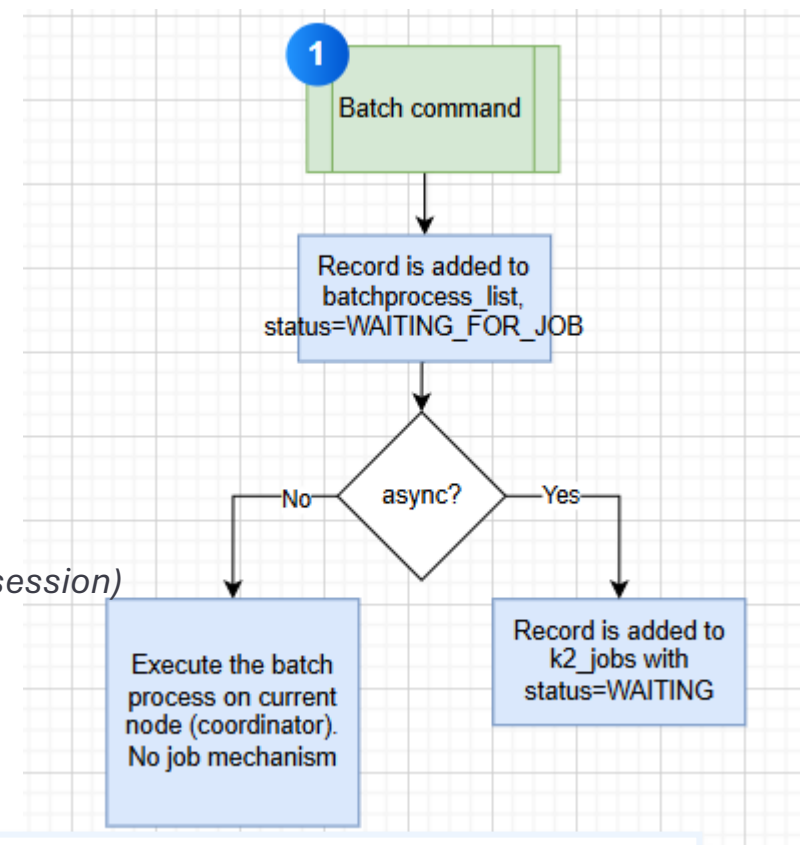 1
Batch command
Record is added to
batchprocess_list,
status=WAITING_FOR_JOB
async?
No
Yes
session)
Execute the batch
process on current
node (coordinator).
No job mechanism
Record is added to
k2_jobs with
status=WAITING